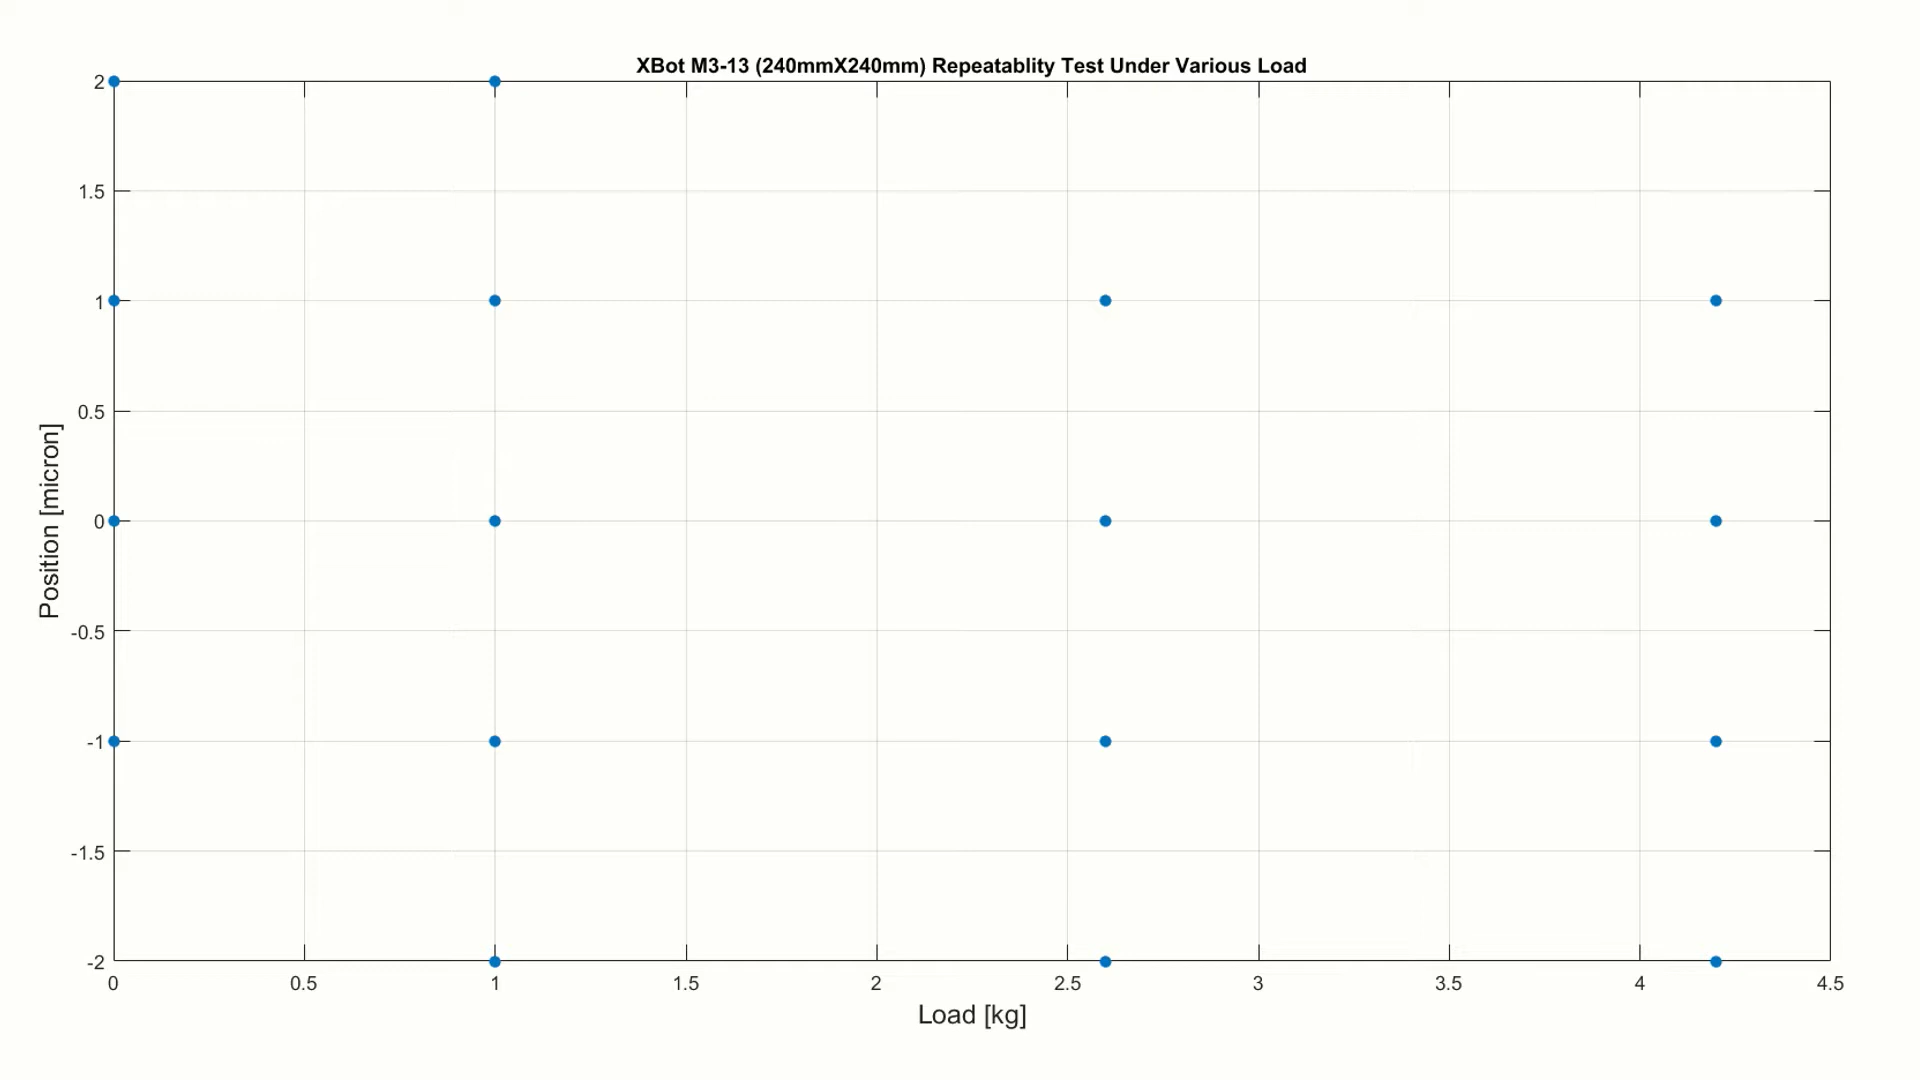 XBot M3-13 (240mmX240mm) Repeatablity Test Under Various Load
2
1.5
1
0.5
0
-0.5
-1
-1.5
-2
Position [micron]
0 0.5 1 1.5 2 2.5 3 3.5 4 4.5
Load [kg]